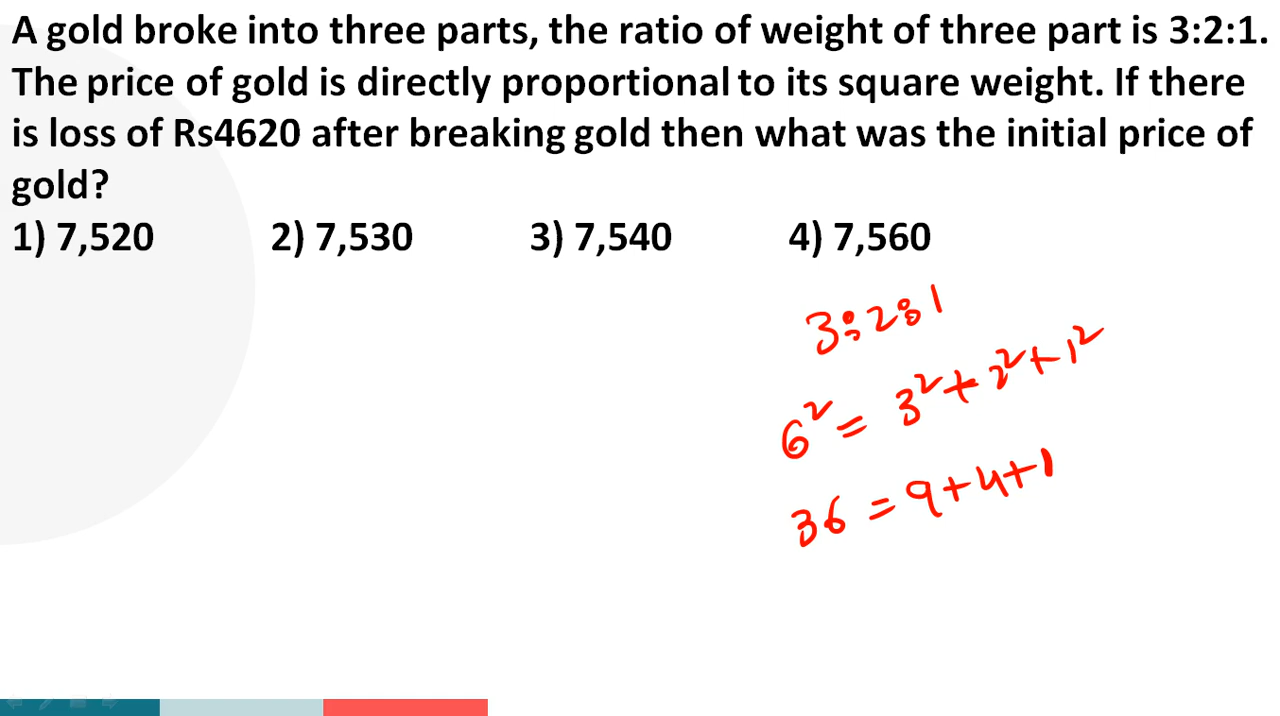 A gold broke into three parts, the ratio of weight of three part is 3:2:1.
The price of gold is directly proportional to its square weight. If there
is loss of Rs4620 after breaking gold then what was the initial price of
gold?
1) 7,520 2) 7,530 3) 7,540 4) 7,560
3:2:1
6² = 3² + 2² + 1²
36 = 9+4+1